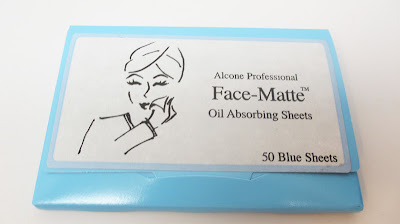 Alcone Professional
Face-Matte™
Oil Absorbing Sheets
50 Blue Sheets